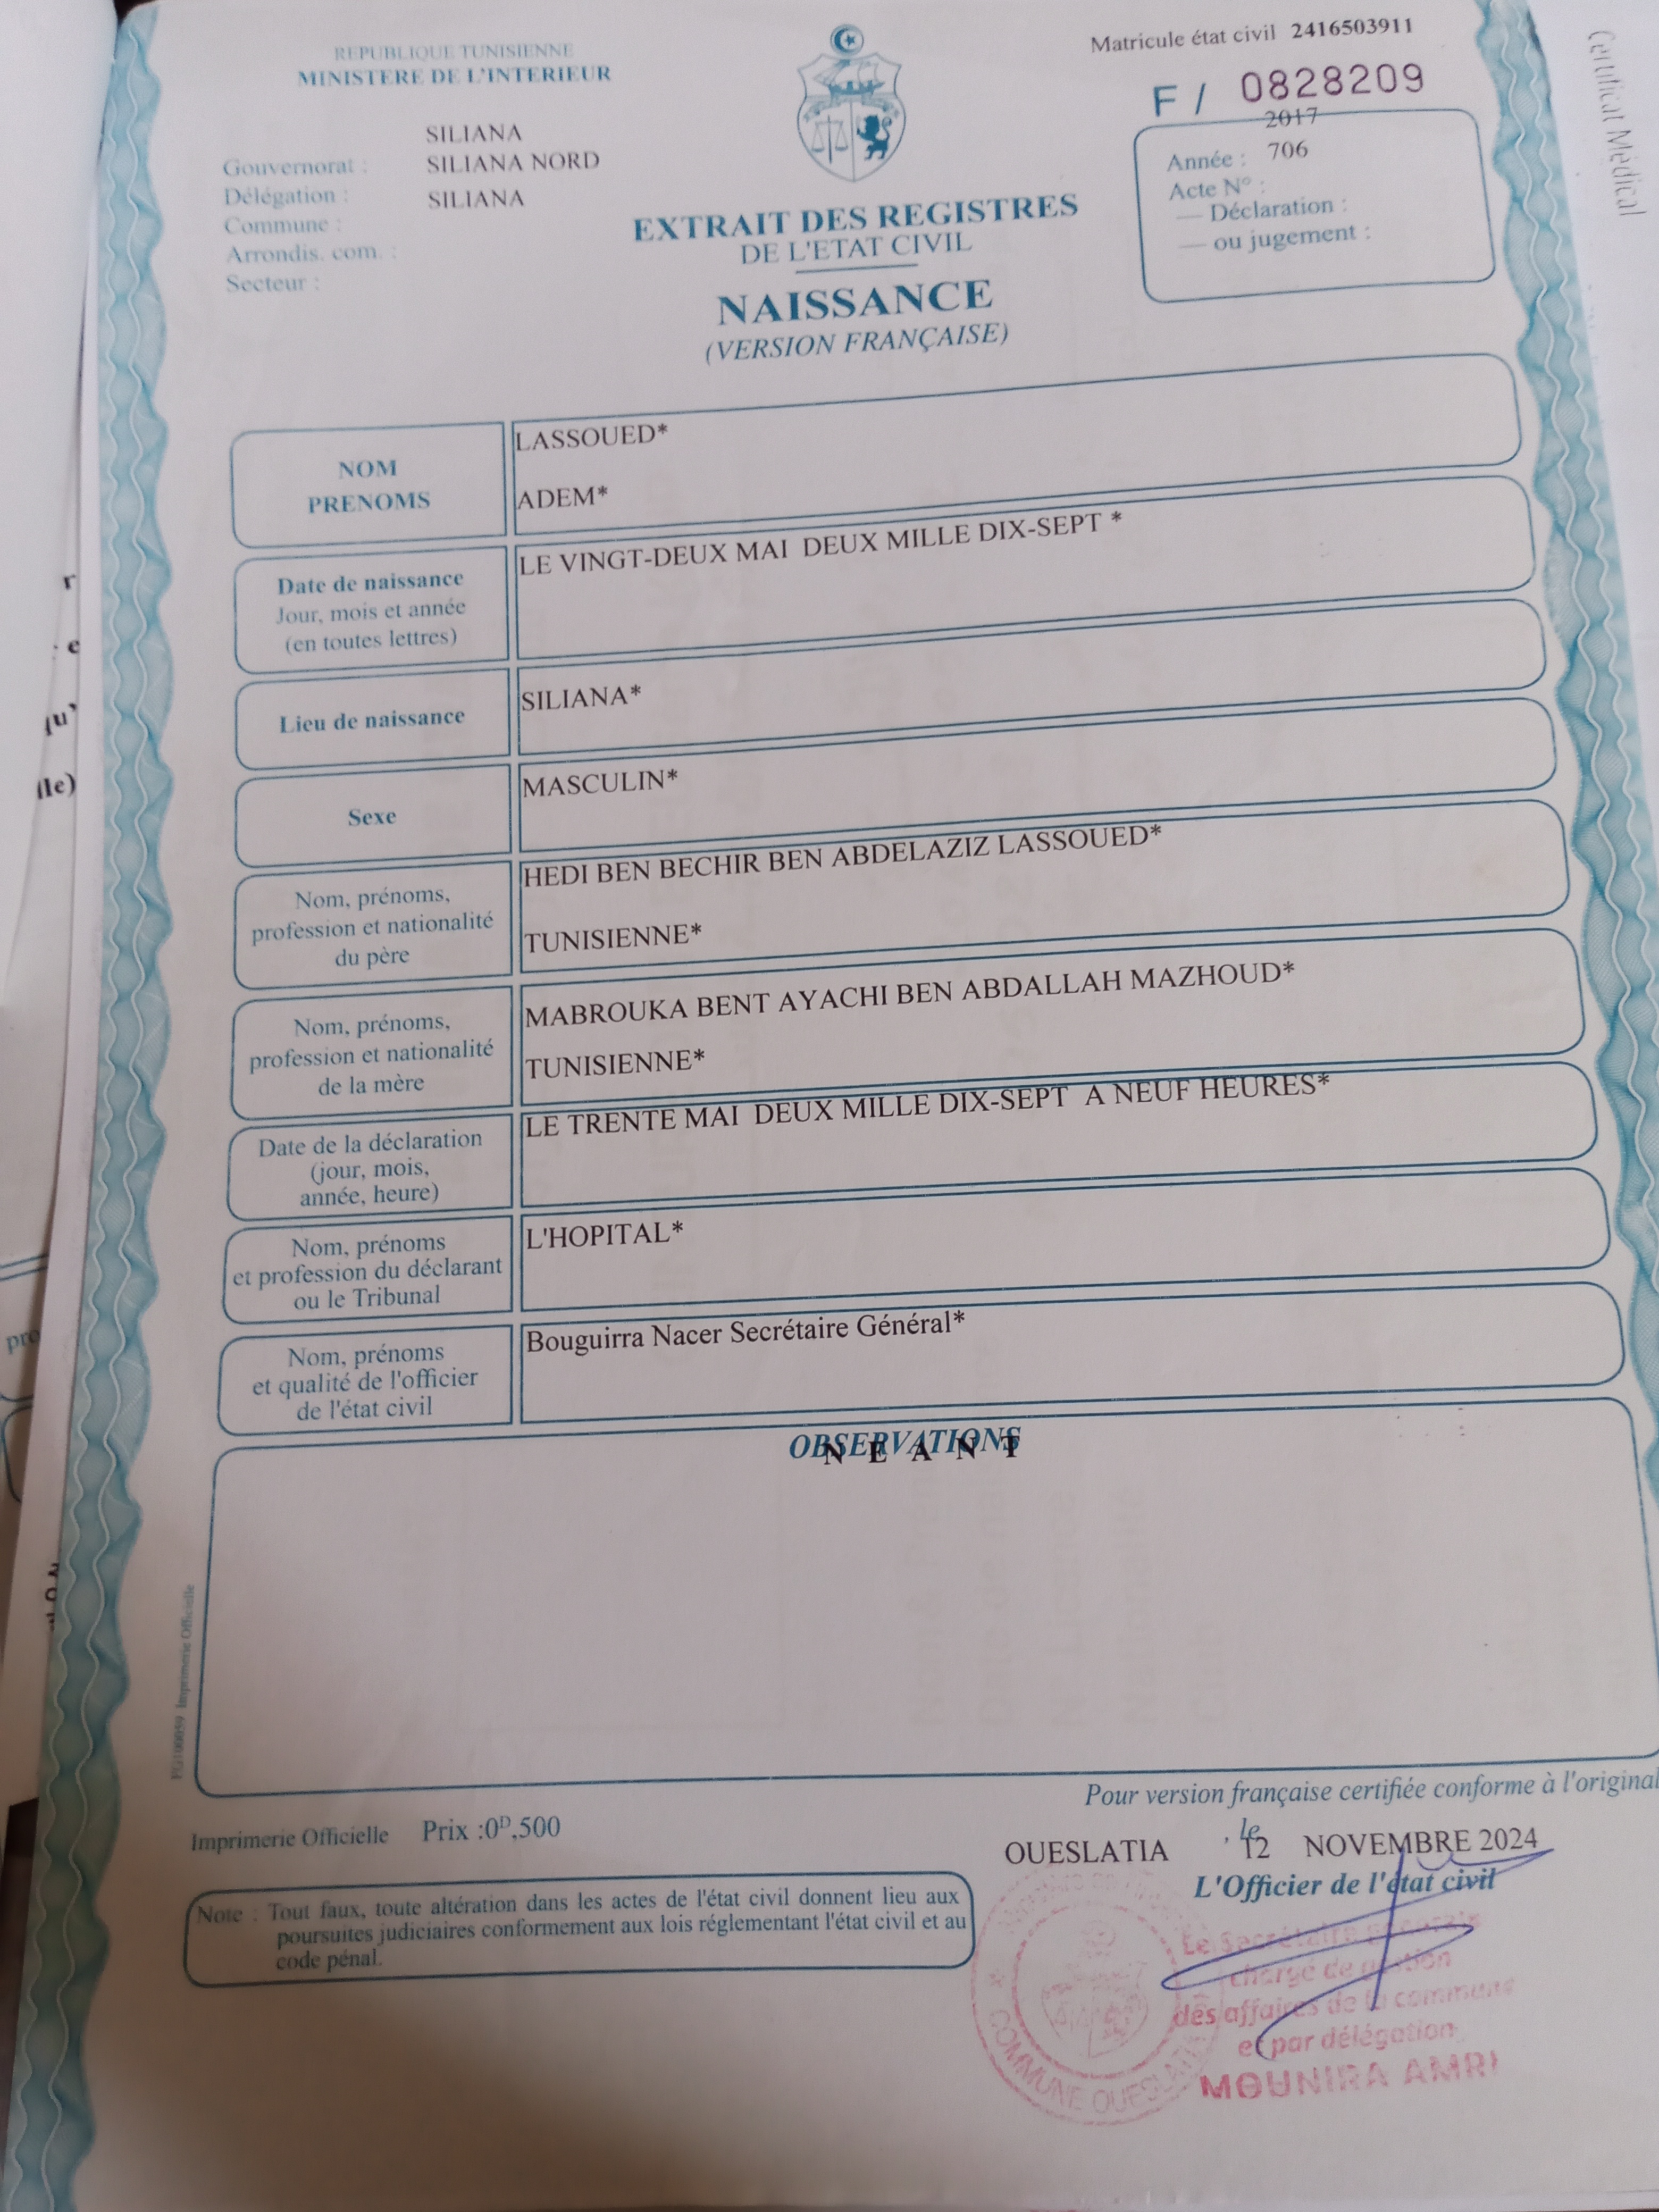 REPUBLIQUE TUNISIENNE
MINISTERE DE L'INTERIEUR
Matricule état civil 2416503911
F / 0828209
SILIANA
Gouvernorat : SILIANA NORD
Délégation :
SILIANA
Commune :
Arrondis. com. :
Secteur :
2017
Année : 706
Acte N° :
— Déclaration :
— ou jugement :
EXTRAIT DES REGISTRES
DE L'ETAT CIVIL
NAISSANCE
(VERSION FRANÇAISE)
Certificat Médical
NOM
PRENOMS
LASSOUED*
ADEM*
Date de naissance
Jour, mois et année
(en toutes lettres)
LE VINGT-DEUX MAI DEUX MILLE DIX-SEPT *
Lieu de naissance
SILIANA*
Sexe
MASCULIN*
Nom, prénoms,
profession et nationalité
du père
HEDI BEN BECHIR BEN ABDELAZIZ LASSOUED*
TUNISIENNE*
Nom, prénoms,
profession et nationalité
de la mère
MABROUKA BENT AYACHI BEN ABDALLAH MAZHOUD*
TUNISIENNE*
Date de la déclaration
(jour, mois,
année, heure)
LE TRENTE MAI DEUX MILLE DIX-SEPT A NEUF HEURES*
Nom, prénoms
et profession du déclarant
ou le Tribunal
L'HOPITAL*
Nom, prénoms
et qualité de l'officier
de l'état civil
Bouguirra Nacer Secrétaire Général*
OBSERVATIONS
N E A N T
Imprimerie Officielle
Pour version française certifiée conforme à l'original
Imprimerie Officielle Prix :0ᴰ,500
OUESLATIA , le 12 NOVEMBRE 2024
L'Officier de l'état civil
Note : Tout faux, toute altération dans les actes de l'état civil donnent lieu aux
poursuites judiciaires conformement aux lois réglementant l'état civil et au
code pénal.
Le Secrétaire
chargé de gestion
des affaires de la commune
et par délégation
MOUNIRA AMRI
COMMUNE OUESLATIA